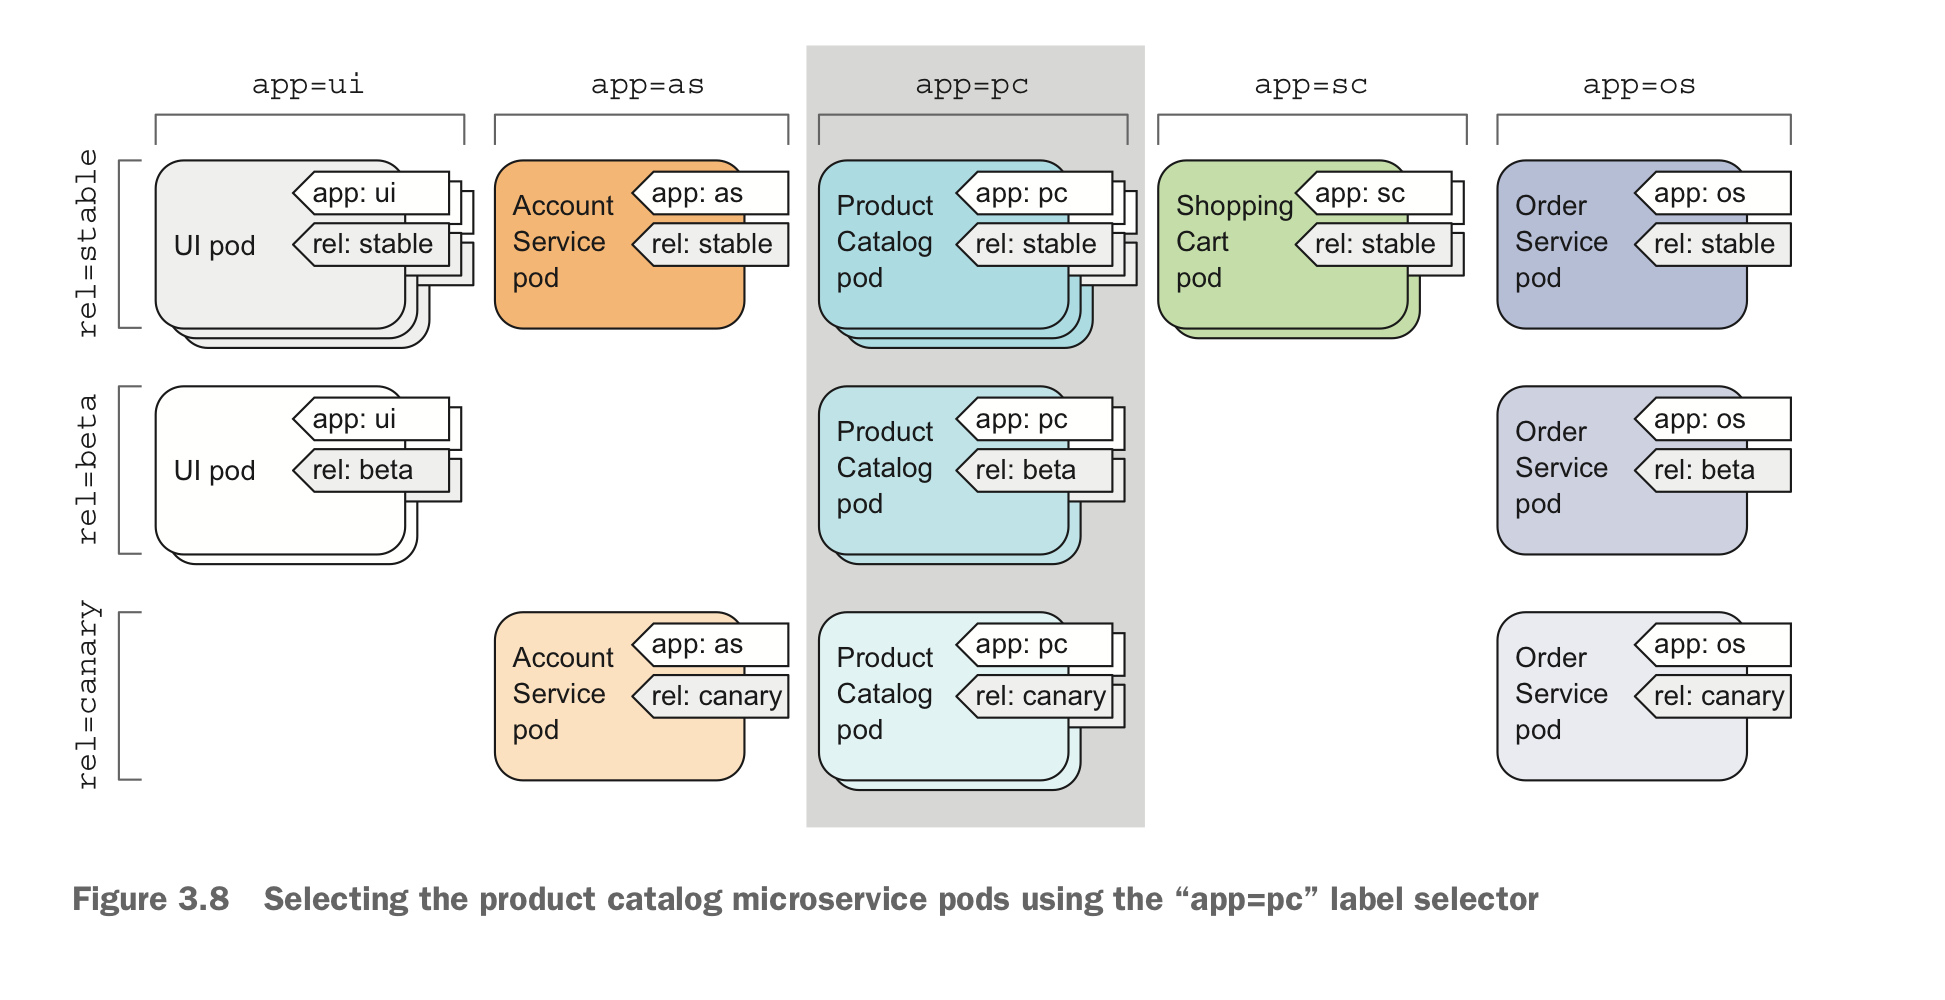 app=ui
app=as
app=pc
app=sc
app=os
rel=stable
UI pod
app: ui
rel: stable
Account
Service
pod
app: as
rel: stable
Product
Catalog
pod
app: pc
rel: stable
Shopping
Cart
pod
app: sc
rel: stable
Order
Service
pod
app: os
rel: stable
rel=beta
UI pod
app: ui
rel: beta
Product
Catalog
pod
app: pc
rel: beta
Order
Service
pod
app: os
rel: beta
rel=canary
Account
Service
pod
app: as
rel: canary
Product
Catalog
pod
app: pc
rel: canary
Order
Service
pod
app: os
rel: canary
Figure 3.8 Selecting the product catalog microservice pods using the “app=pc” label selector